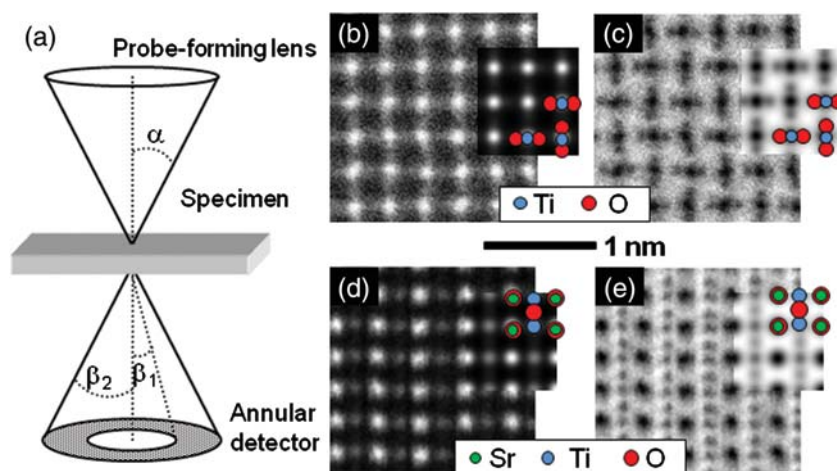 (a)
Probe-forming lens
α
Specimen
β2
β1
Annular
detector
(b)
(c)
Ti
O
1 nm
(d)
(e)
Sr
Ti
O